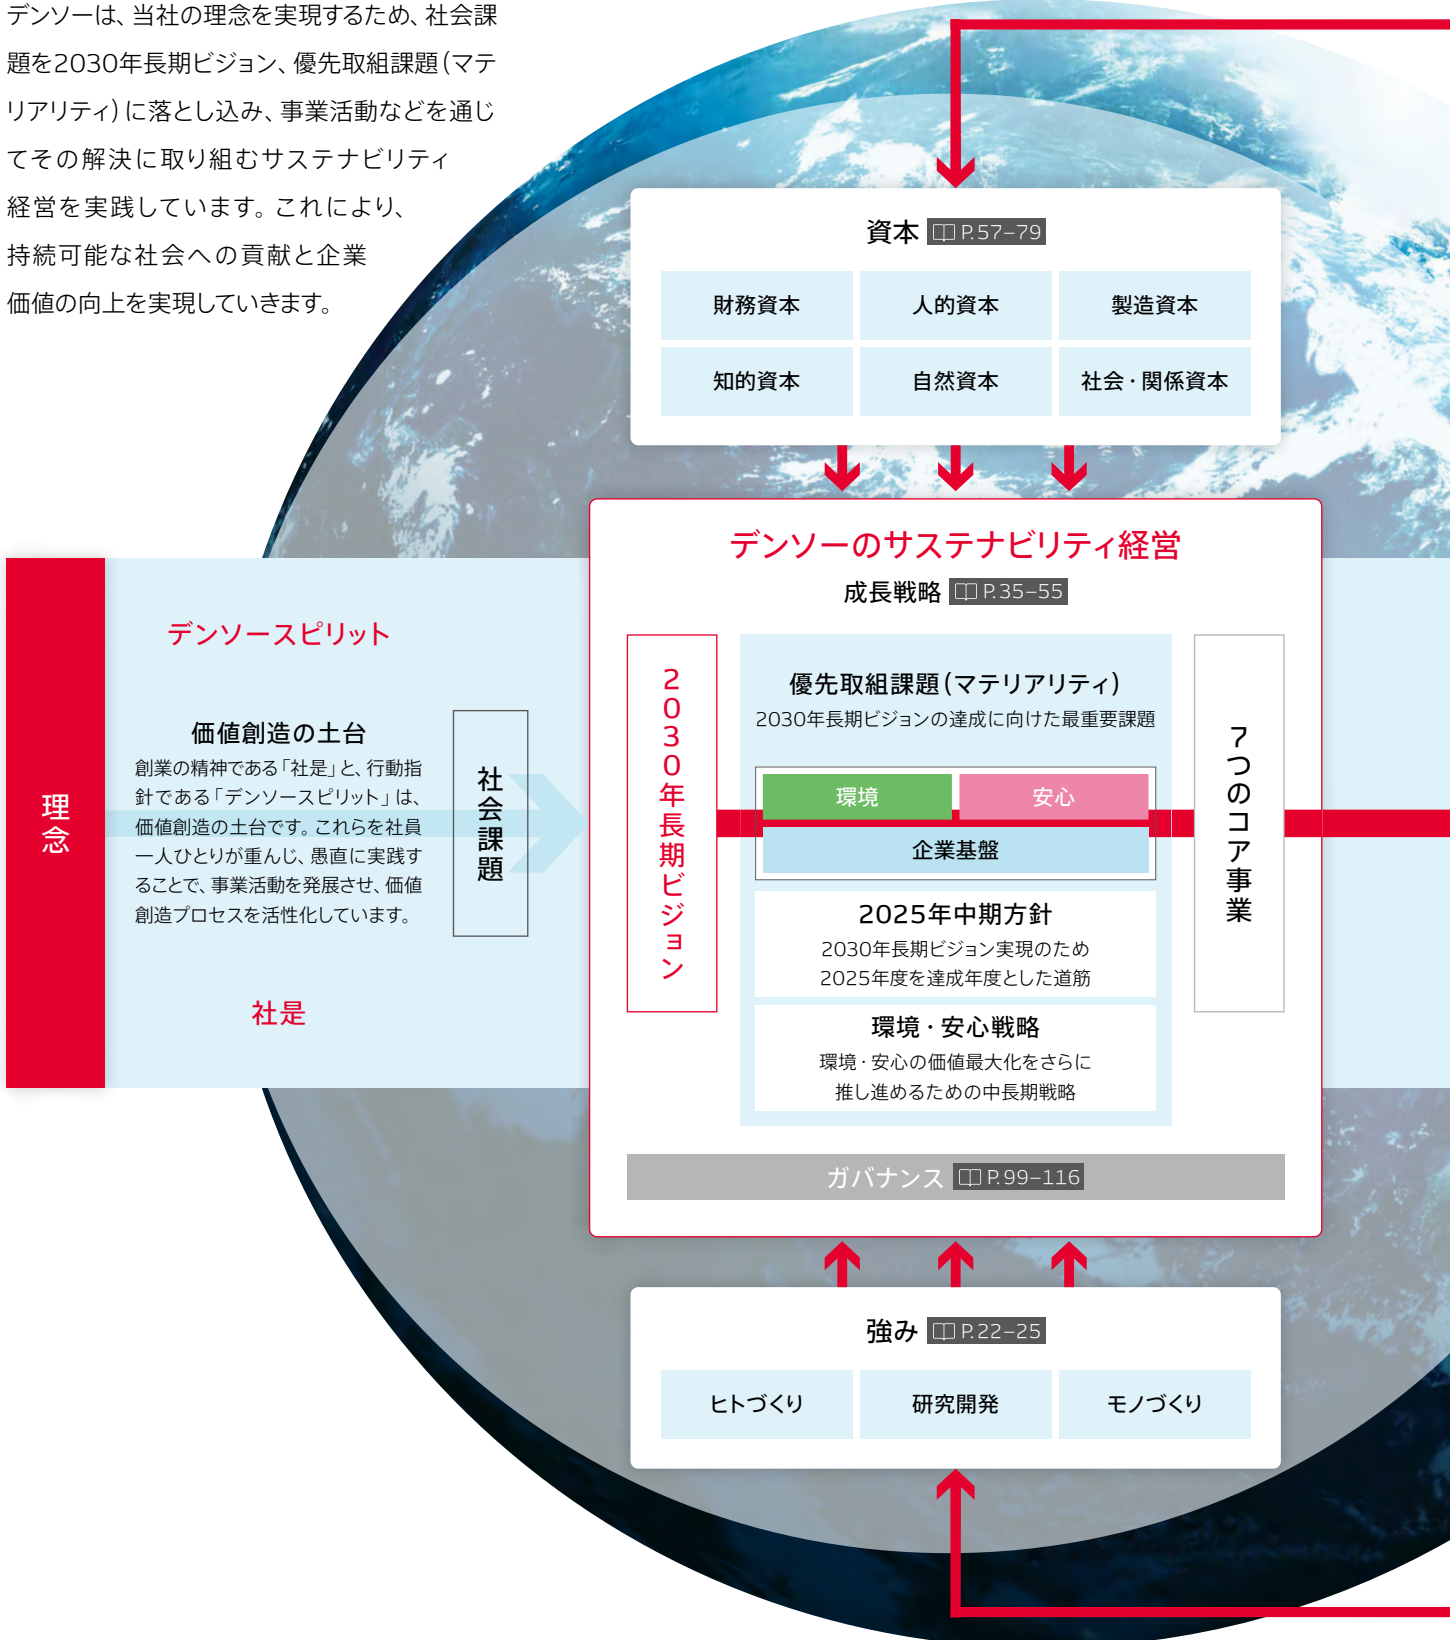 デンソーは、当社の理念を実現するため、社会課
題を2030年長期ビジョン、優先取組課題(マテ
リアリティ)に落とし込み、事業活動などを通じ
てその解決に取り組むサステナビリティ
経営を実践しています。これにより、
持続可能な社会への貢献と企業
価値の向上を実現していきます。
資本 P.57–79
財務資本 人的資本 製造資本
知的資本 自然資本 社会・関係資本
理念
デンソースピリット
価値創造の土台
創業の精神である「社是」と、行動指
針である「デンソースピリット」は、
価値創造の土台です。これらを社員
一人ひとりが重んじ、愚直に実践す
ることで、事業活動を発展させ、価値
創造プロセスを活性化しています。
社是
社会課題
デンソーのサステナビリティ経営
成長戦略 P.35–55
2030年長期ビジョン
優先取組課題(マテリアリティ)
2030年長期ビジョンの達成に向けた最重要課題
環境 安心
企業基盤
2025年中期方針
2030年長期ビジョン実現のため
2025年度を達成年度とした道筋
環境・安心戦略
環境・安心の価値最大化をさらに
推し進めるための中長期戦略
7つのコア事業
ガバナンス P.99–116
強み P.22–25
ヒトづくり 研究開発 モノづくり